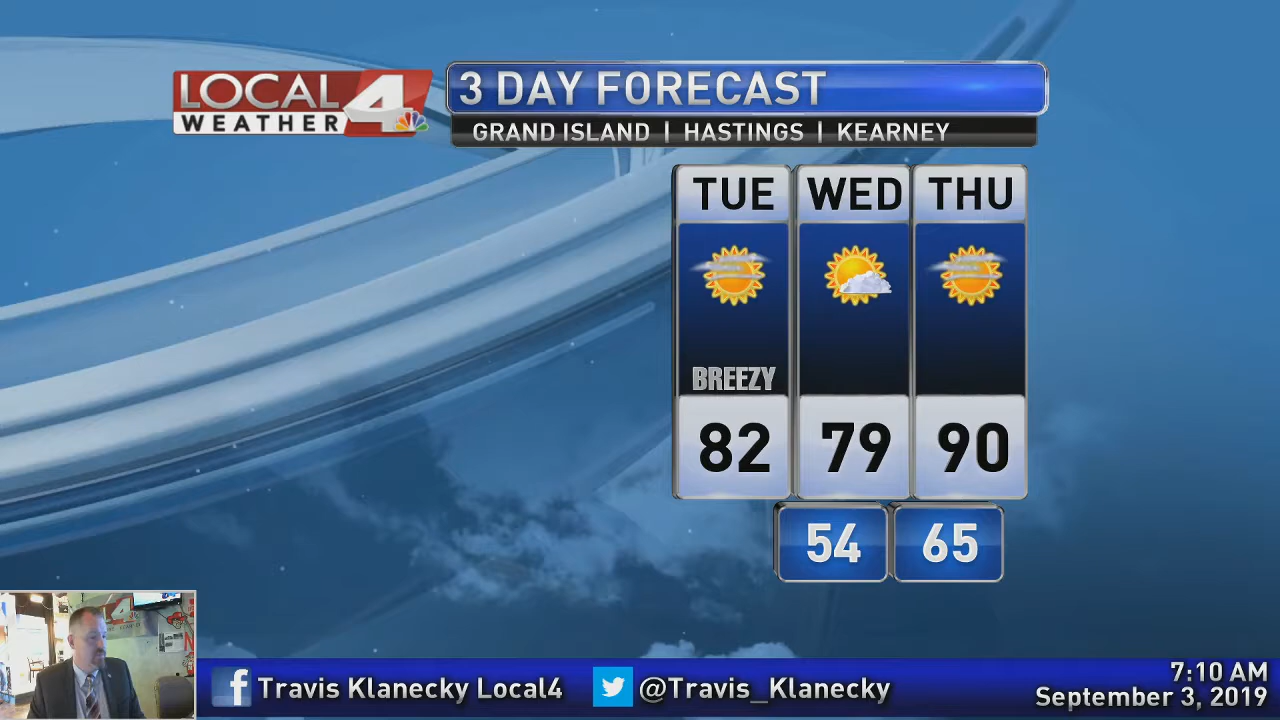 LOCAL 4
WEATHER
3 DAY FORECAST
GRAND ISLAND | HASTINGS | KEARNEY
TUE WED THU
BREEZY
82 79 90
54 65
Travis Klanecky Local4 @Travis_Klanecky
7:10 AM
September 3, 2019